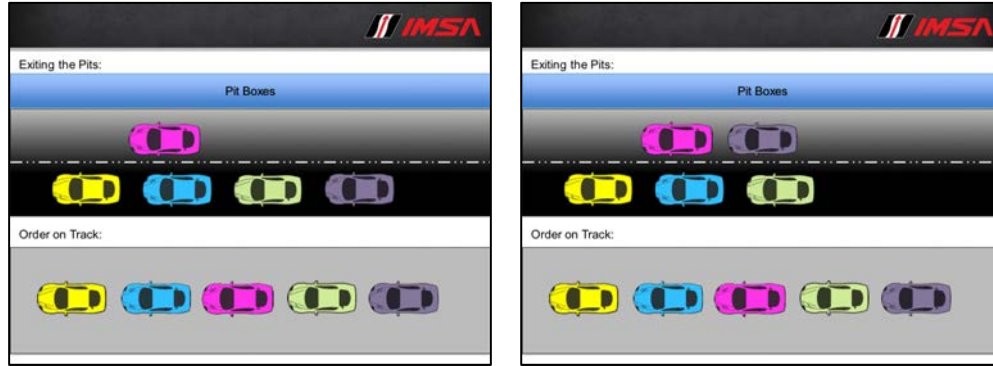 IMSA
Exiting the Pits:
Pit Boxes
Order on Track:
IMSA
Exiting the Pits:
Pit Boxes
Order on Track: